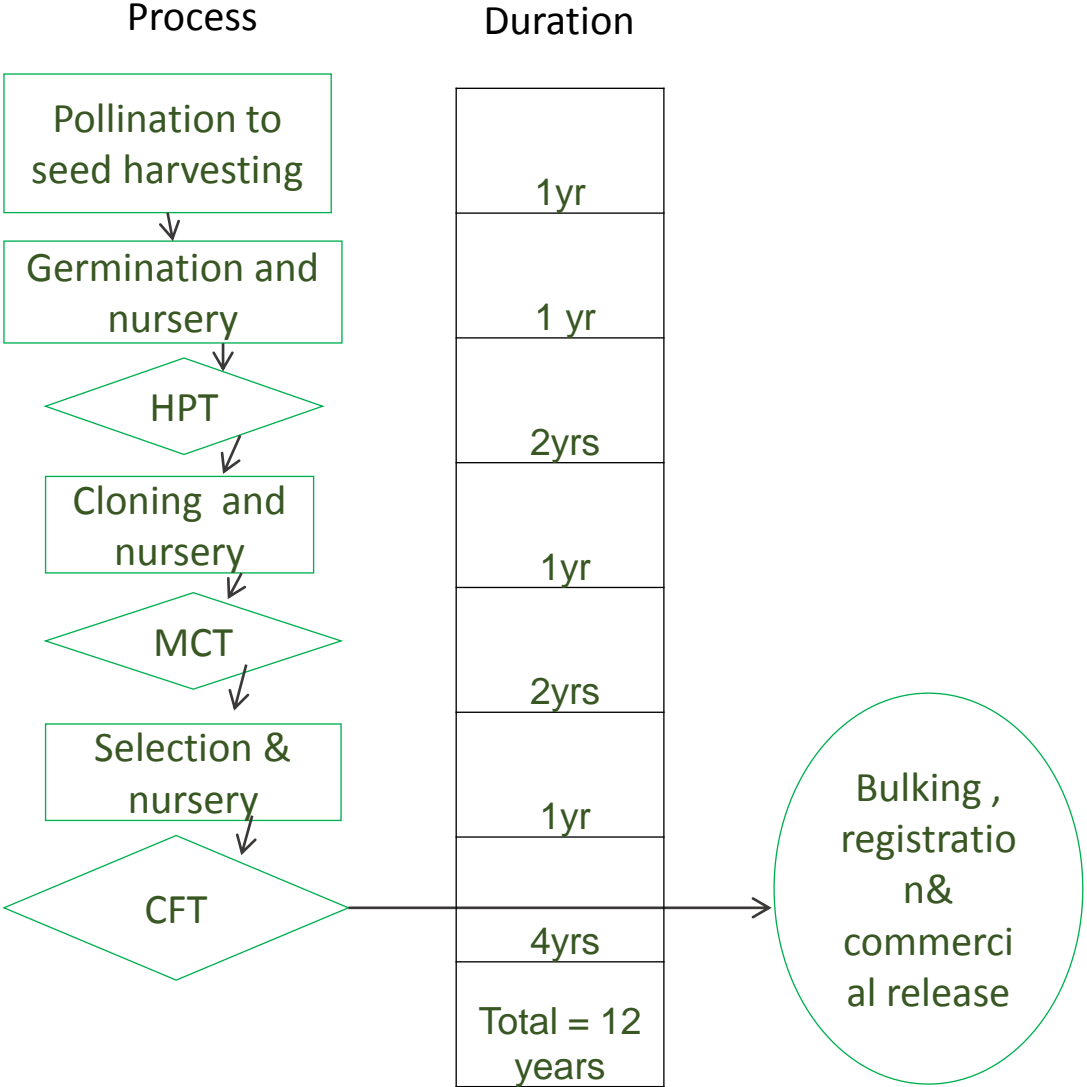 Process
Duration
Pollination to
seed harvesting
1yr
Germination and
nursery
1 yr
HPT
2yrs
Cloning and
nursery
1yr
MCT
2yrs
Selection &
nursery
1yr
CFT
4yrs
Bulking ,
registratio
n&
commerci
al release
Total = 12
years